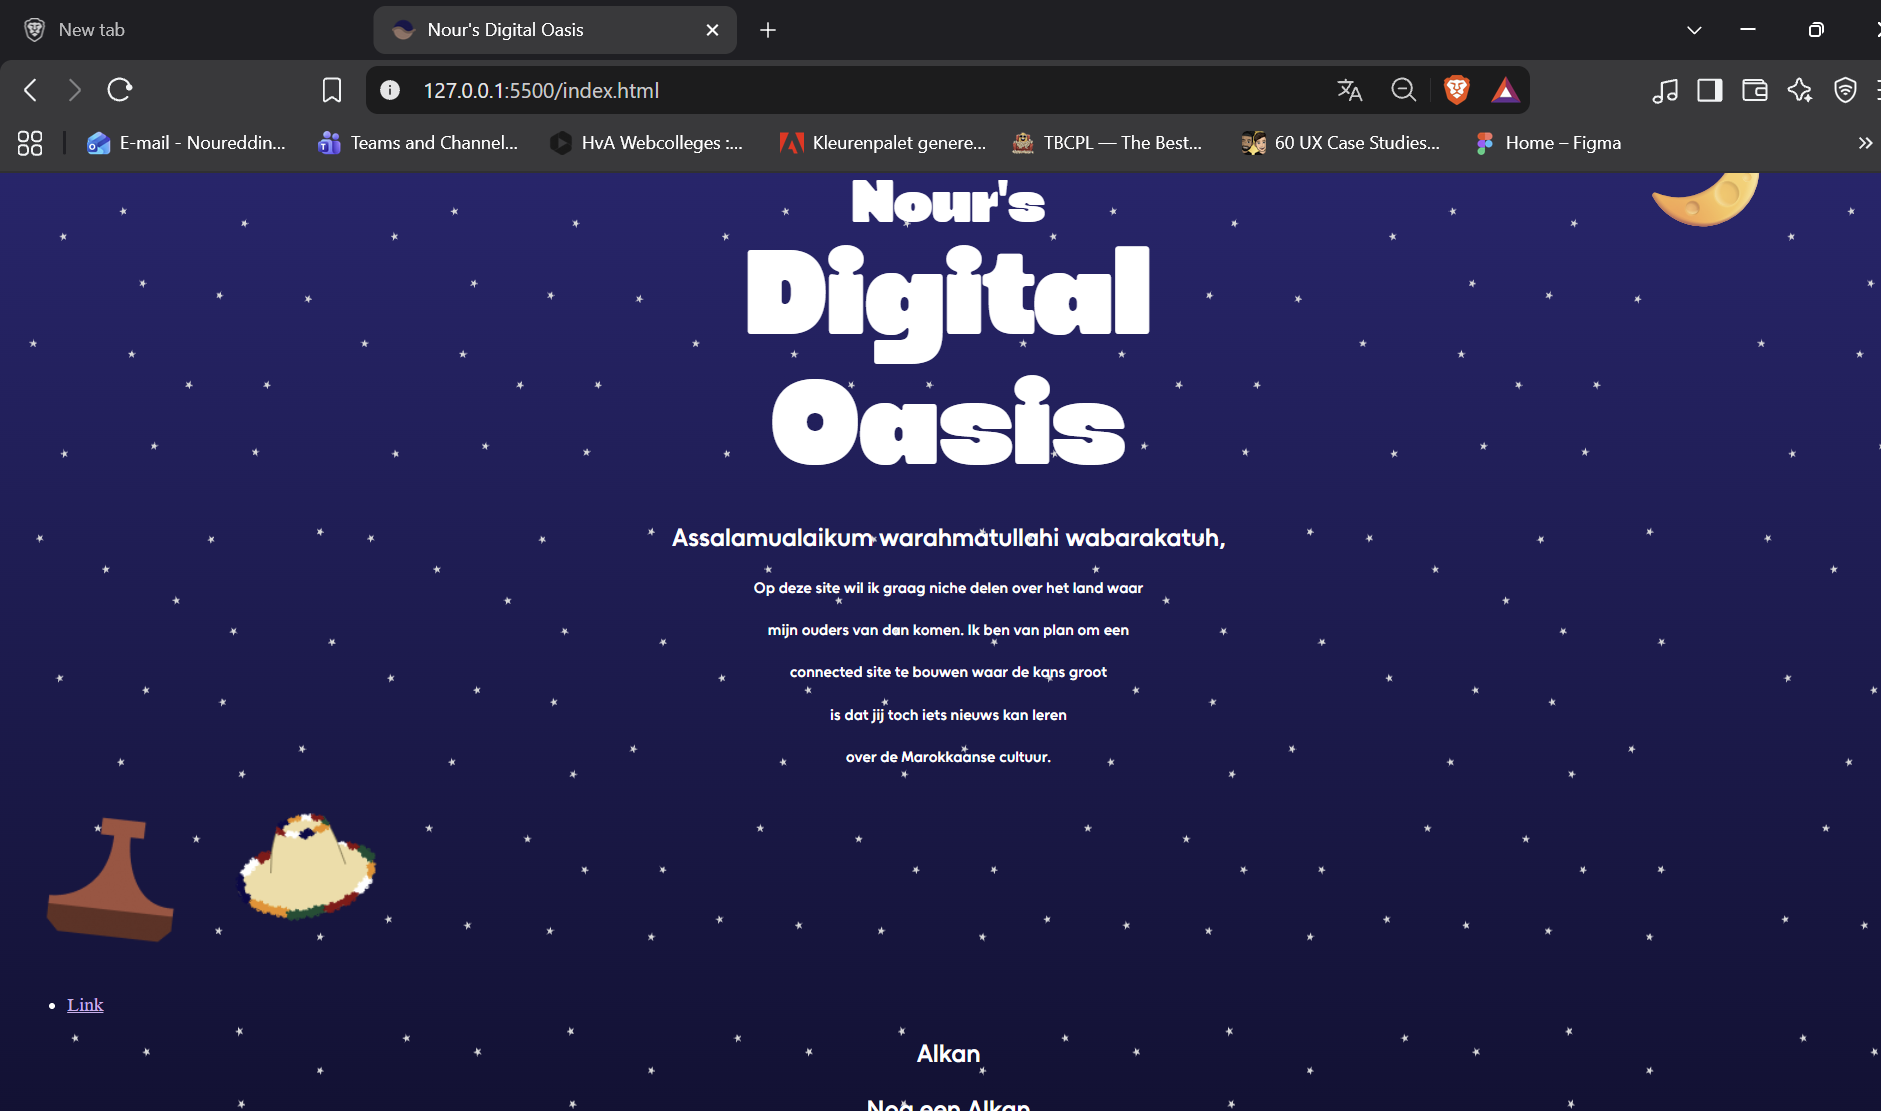 New tab
Nour's Digital Oasis
127.0.0.1:5500/index.html
E-mail - Noureddin...
Teams and Channel...
HvA Webcolleges :...
Kleurenpalet genere...
TBCPL — The Best...
60 UX Case Studies...
Home – Figma
Nour's
Digital
Oasis
Assalamualaikum warahmatullahi wabarakatuh,
Op deze site wil ik graag niche delen over het land waar
mijn ouders van dan komen. Ik ben van plan om een
connected site te bouwen waar de kans groot
is dat jij toch iets nieuws kan leren
over de Marokkaanse cultuur.
Link
Alkan
Nog een Alkan